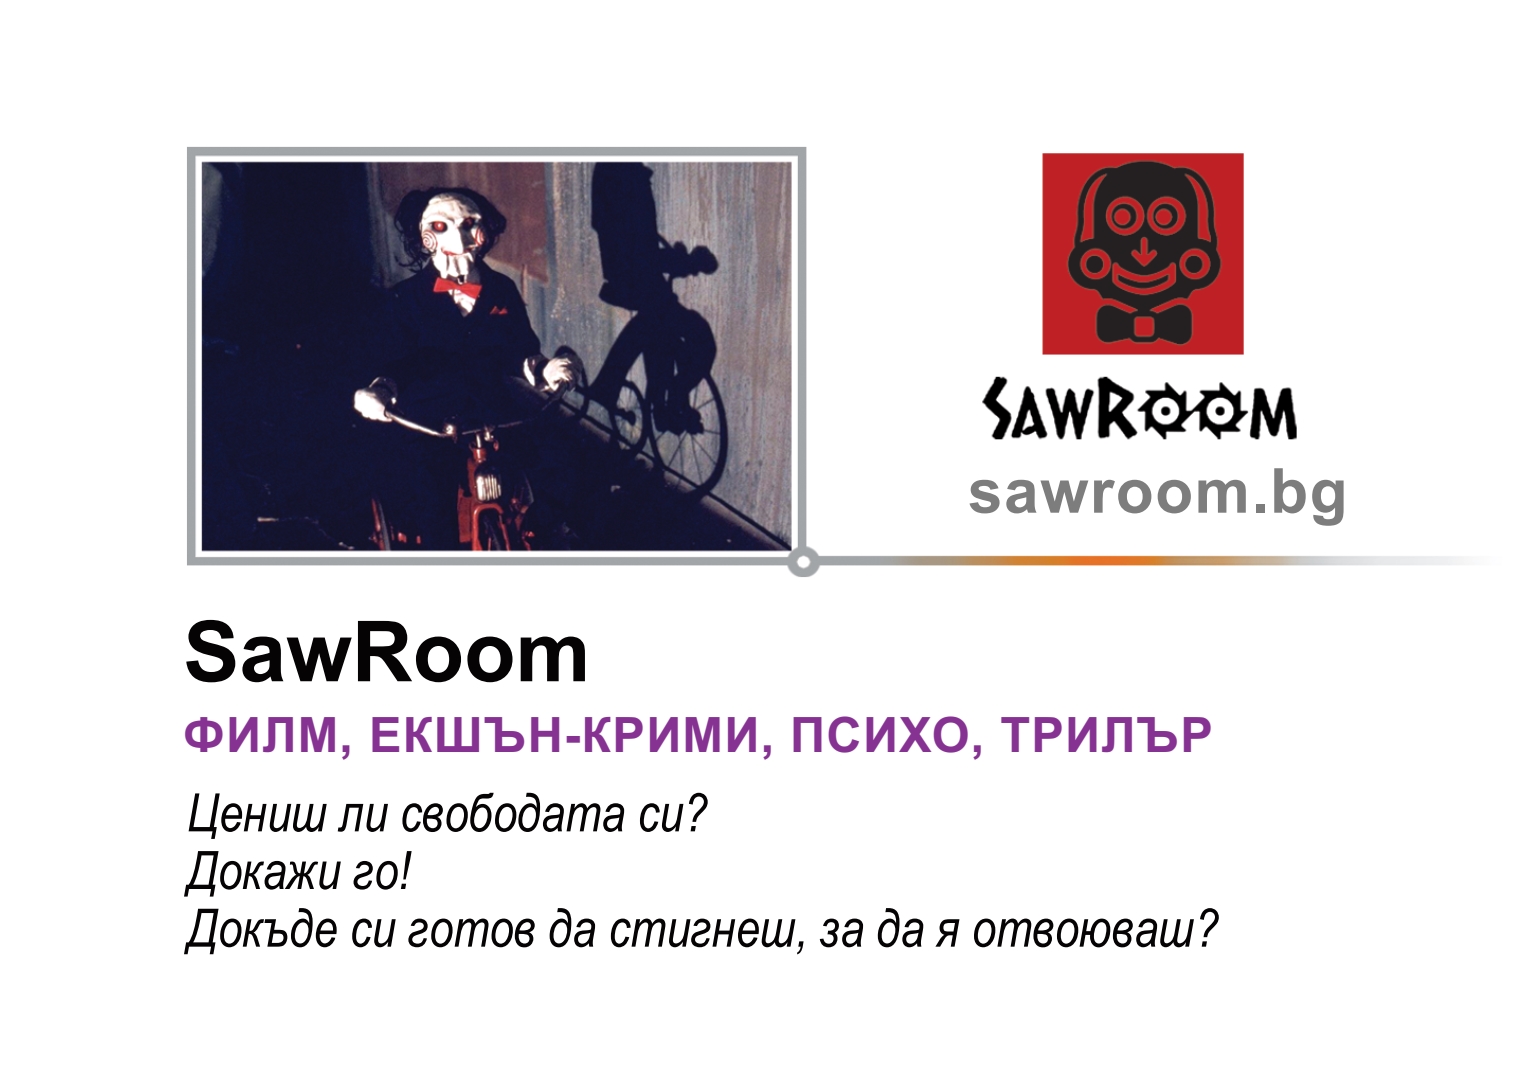 SAWROOM
sawroom.bg
SawRoom
ФИЛМ, ЕКШЪН-КРИМИ, ПСИХО, ТРИЛЪР
Цениш ли свободата си?
Докажи го!
Докъде си готов да стигнеш, за да я отвоюваш?